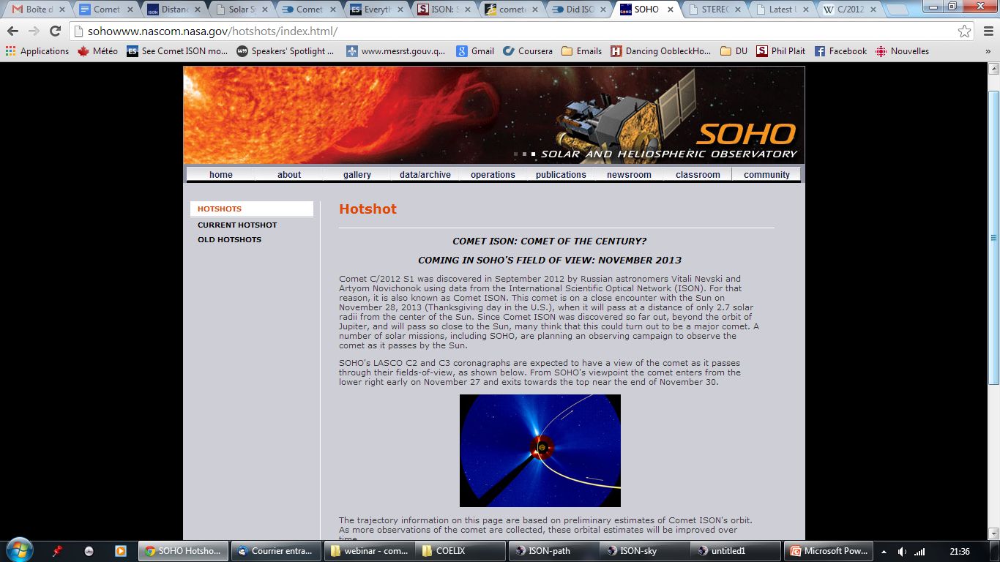 Boîte d
Comet
Distanc
Solar S
Comet
Everyth
ISON: S
comete
Did ISO
SOHO
STEREO
Latest U
C/2012
sohowww.nascom.nasa.gov/hotshots/index.html/
Applications
Météo
See Comet ISON mo...
Speakers' Spotlight ...
www.mesrst.gouv.q...
Gmail
Coursera
Emails
Dancing OobleckHo...
DU
Phil Plait
Facebook
Nouvelles
»
SOHO
SOLAR AND HELIOSPHERIC OBSERVATORY
home about gallery data/archive operations publications newsroom classroom community
HOTSHOTS
CURRENT HOTSHOT
OLD HOTSHOTS
Hotshot
COMET ISON: COMET OF THE CENTURY?
COMING IN SOHO'S FIELD OF VIEW: NOVEMBER 2013
Comet C/2012 S1 was discovered in September 2012 by Russian astronomers Vitali Nevski and
Artyom Novichonok using data from the International Scientific Optical Network (ISON). For that
reason, it is also known as Comet ISON. This comet is on a close encounter with the Sun on
November 28, 2013 (Thanksgiving day in the U.S.), when it will pass at a distance of only 2.7 solar
radii from the center of the Sun. Since Comet ISON was discovered so far out, beyond the orbit of
Jupiter, and will pass so close to the Sun, many think that this could turn out to be a major comet. A
number of solar missions, including SOHO, are planning an observing campaign to observe the
comet as it passes by the Sun.
SOHO's LASCO C2 and C3 coronagraphs are expected to have a view of the comet as it passes
through their fields-of-view, as shown below. From SOHO's viewpoint the comet enters from the
lower right early on November 27 and exits towards the top near the end of November 30.
The trajectory information on this page are based on preliminary estimates of Comet ISON's orbit.
As more observations of the comet are collected, these orbital estimates will be improved over
time.
SOHO Hotsho...
Courrier entra...
webinar - com...
COELIX
ISON-path
ISON-sky
untitled1
Microsoft Pow...
21:36